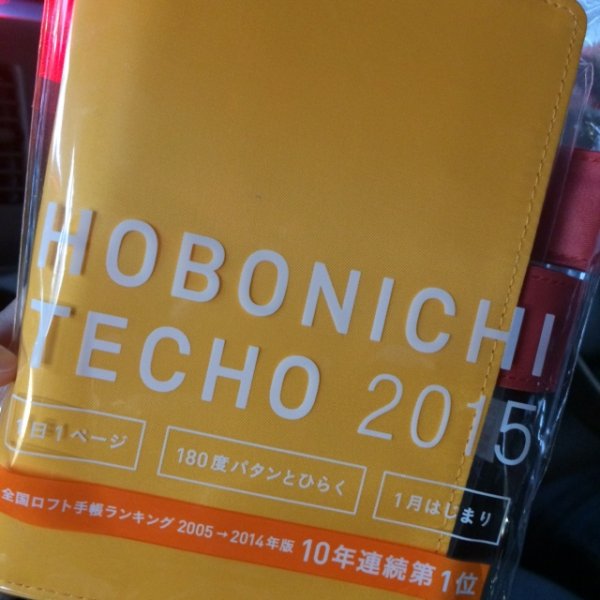 HOBONICHI
TECHO 2015
1日1ページ
180度パタンとひらく
1月はじまり
全国ロフト手帳ランキング 2005→2014年版 10年連続第1位